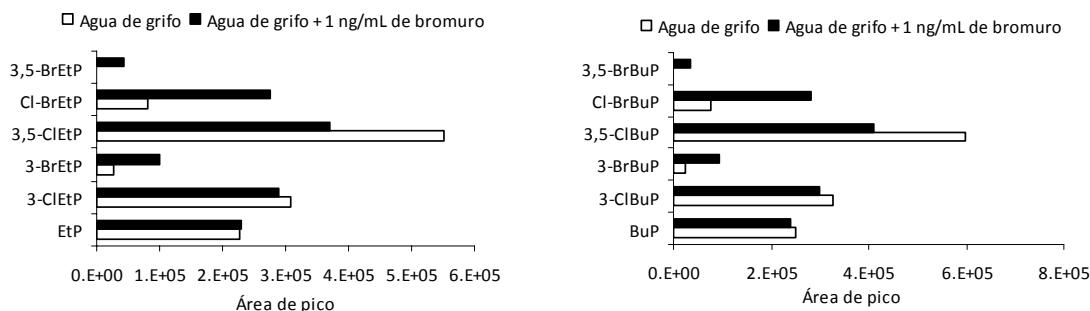 Agua de grifo Agua de grifo + 1 ng/mL de bromuro
3,5-BrEtP
Cl-BrEtP
3,5-ClEtP
3-BrEtP
3-ClEtP
EtP
0.E+00 1.E+05 2.E+05 3.E+05 4.E+05 5.E+05 6.E+05
Área de pico
Agua de grifo Agua de grifo + 1 ng/mL de bromuro
3,5-BrBuP
Cl-BrBuP
3,5-ClBuP
3-BrBuP
3-ClBuP
BuP
0.E+00 2.E+05 4.E+05 6.E+05 8.E+05
Área de pico